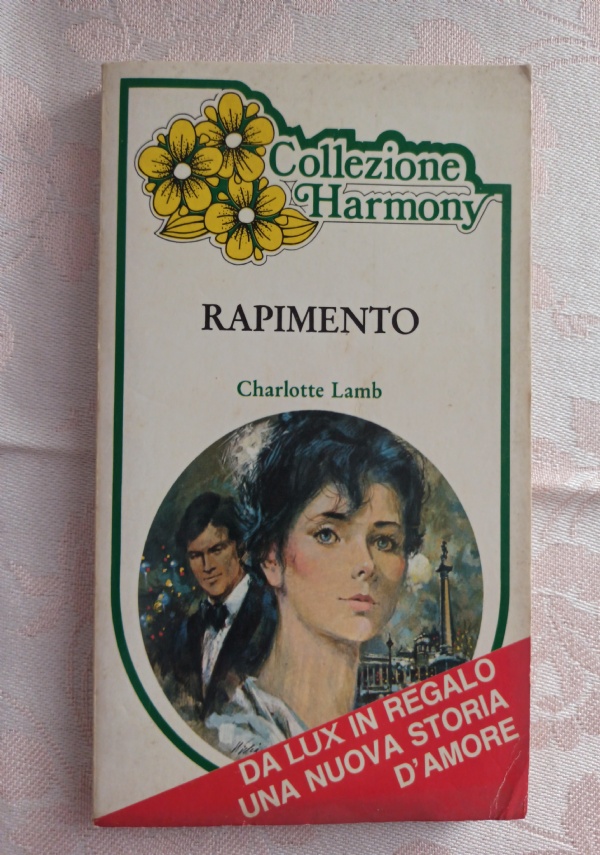 Collezione
Harmony
RAPIMENTO
Charlotte Lamb
DA LUX IN REGALO
UNA NUOVA STORIA
D'AMORE